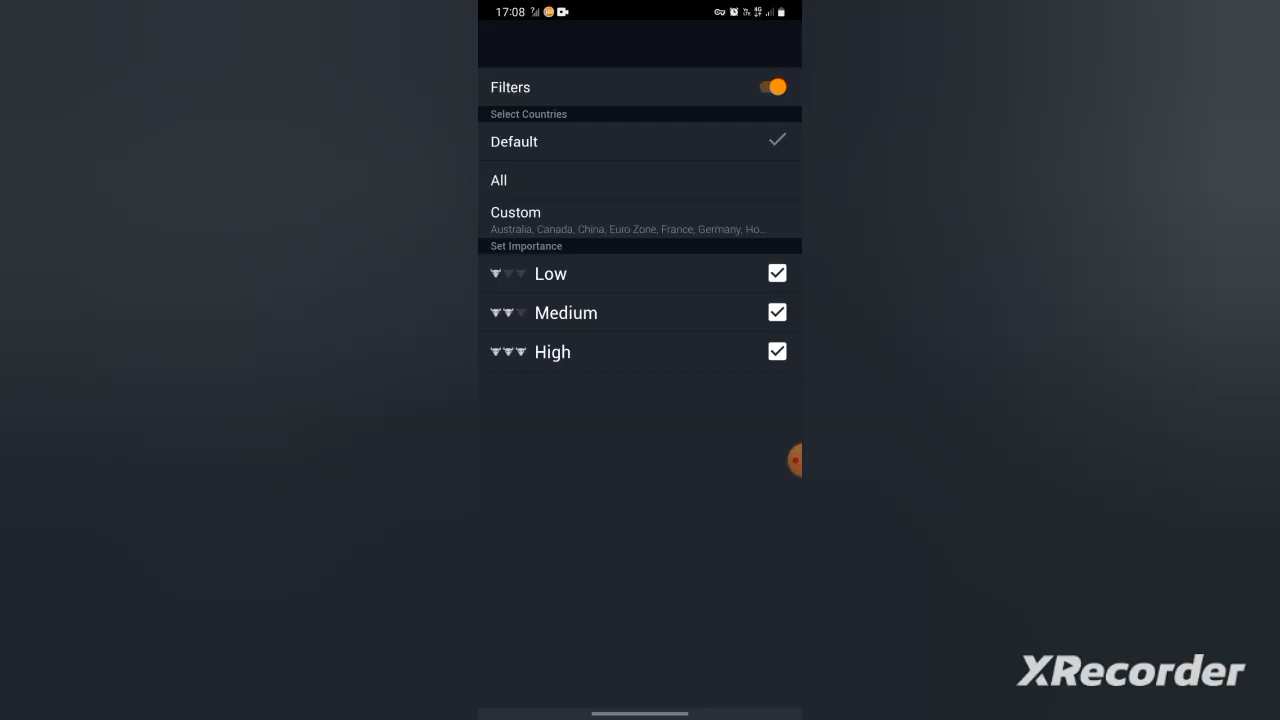 17:08
4G
Filters
Select Countries
Default
All
Custom
Australia, Canada, China, Euro Zone, France, Germany, Ho...
Set Importance
Low
Medium
High
XRecorder